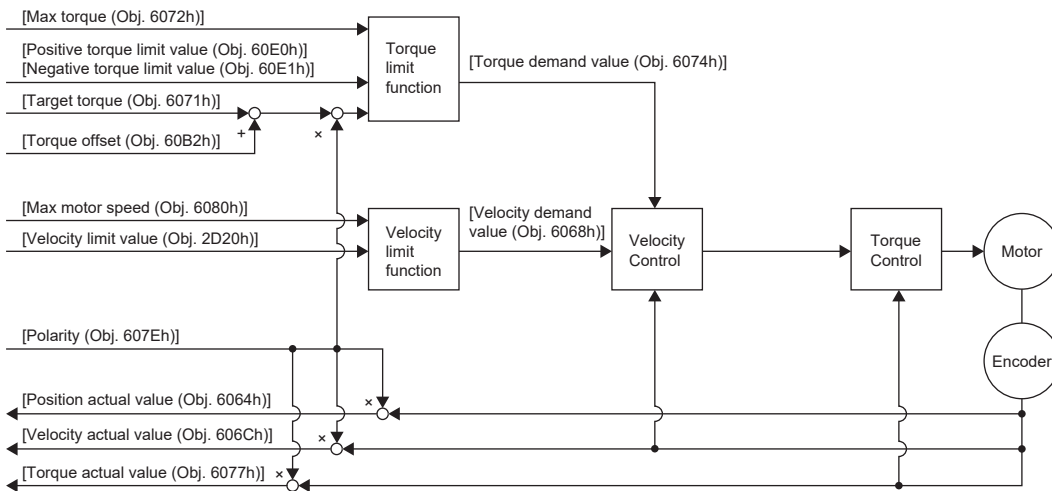 [Max torque (Obj. 6072h)]
[Positive torque limit value (Obj. 60E0h)]
[Negative torque limit value (Obj. 60E1h)]
[Target torque (Obj. 6071h)]
+
×
[Torque offset (Obj. 60B2h)]
Torque
limit
function
[Torque demand value (Obj. 6074h)]
[Max motor speed (Obj. 6080h)]
[Velocity limit value (Obj. 2D20h)]
Velocity
limit
function
[Velocity demand
value (Obj. 6068h)]
Velocity
Control
Torque
Control
Motor
Encoder
[Polarity (Obj. 607Eh)]
[Position actual value (Obj. 6064h)]
×
[Velocity actual value (Obj. 606Ch)]
×
[Torque actual value (Obj. 6077h)]
×